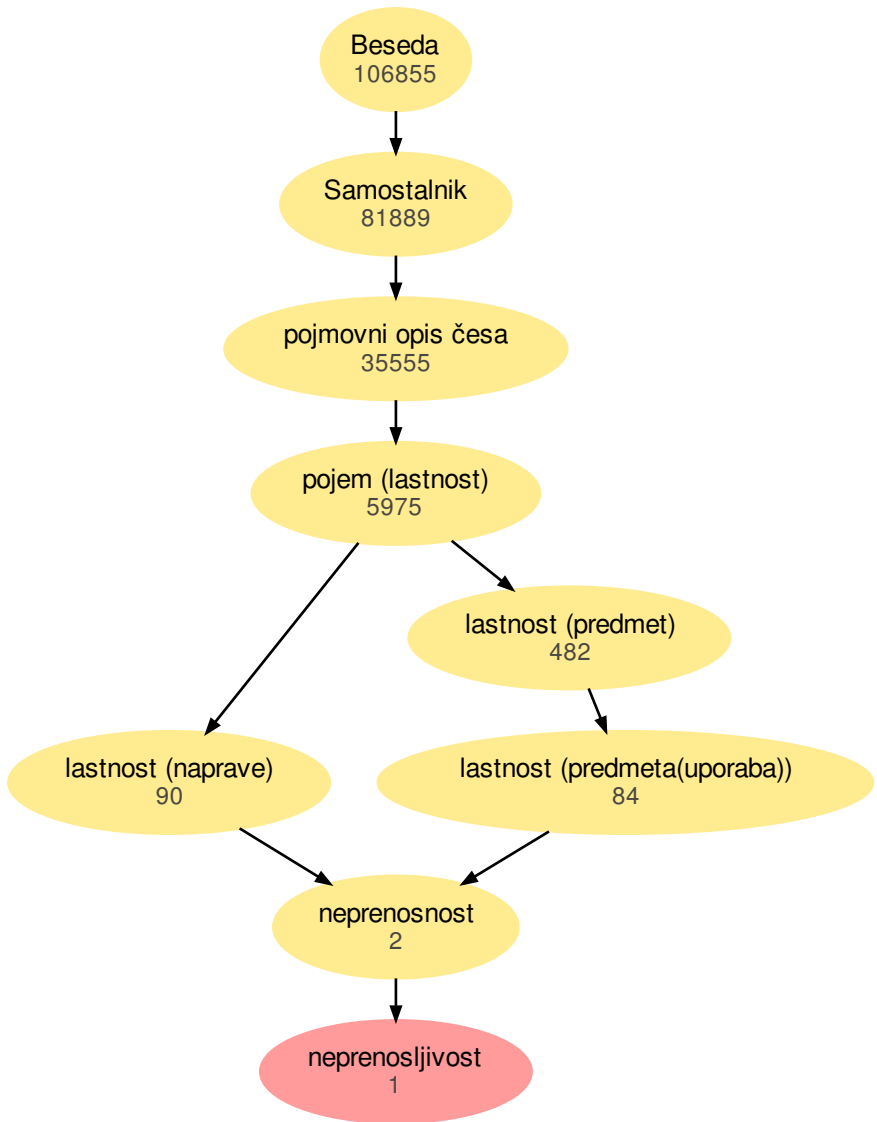 Beseda
106855
Samostalnik
81889
pojmovni opis česa
35555
pojem (lastnost)
5975
lastnost (predmet)
482
lastnost (naprave)
90
lastnost (predmeta(uporaba))
84
neprenosnost
2
neprenosljivost
1